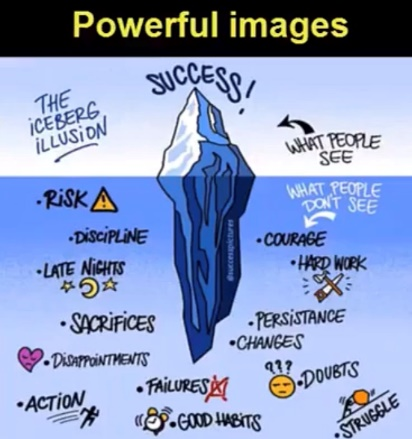 Powerful images
SUCCESS!
THE
iCEBERG
iLLUSiON
WHAT PEOPLE
SEE
WHAT PEOPLE
DON'T SEE
•RiSK
•DiSCiPLiNE
•LATE NiGHTS
•SACRiFiCES
•DiSAPPOiNTMENTS
•ACTiON
•FAiLURES
•GOOD HABiTS
@successpictures
•COURAGE
•HARD WORK
•PERSiSTANCE
•CHANGES
???
•DOUBTS
•STRUGGLE